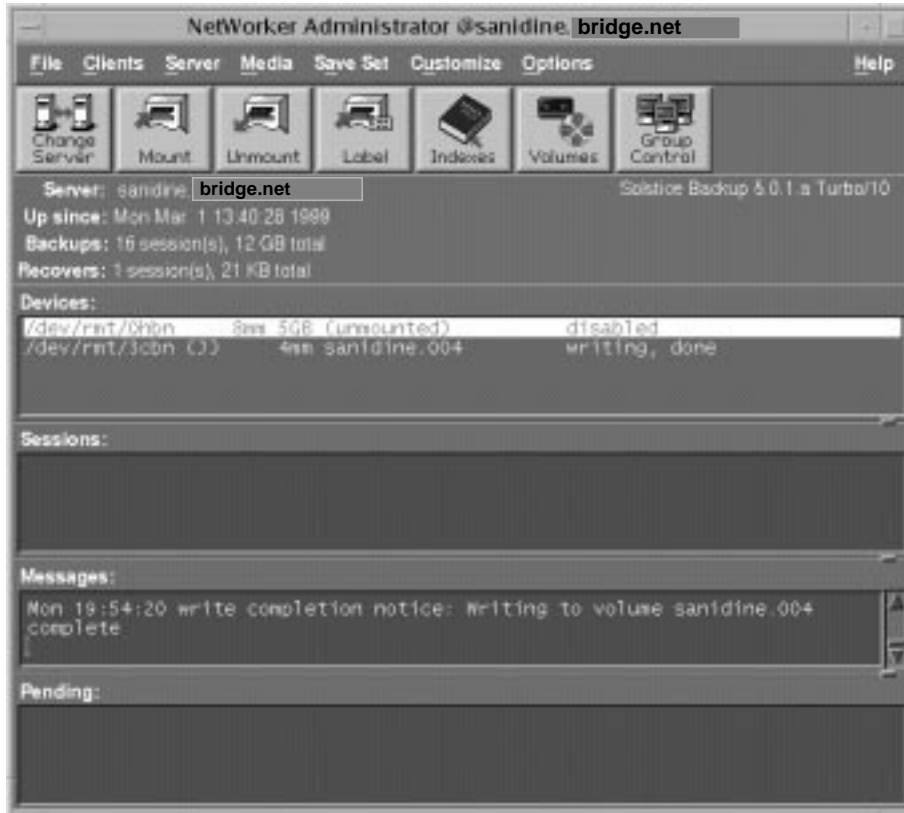 NetWorker Administrator @sanidine. bridge.net
File Clients Server Media Save Set Customize Options Help
Change Server Mount Unmount Label Indexes Volumes Group Control
Server: sanidine. bridge.net Solstice Backup 5.0.1.a Turbo/10
Up since: Mon Mar 1 13:40:28 1999
Backups: 16 session(s), 12 GB total
Recovers: 1 session(s), 21 KB total
Devices:
/dev/rmt/0hbn 8mm 5GB (unmounted) disabled
/dev/rmt/3cbn (J) 4mm sanidine.004 writing, done
Sessions:
Messages:
Mon 19:54:20 write completion notice: Writing to volume sanidine.004
complete
Pending: